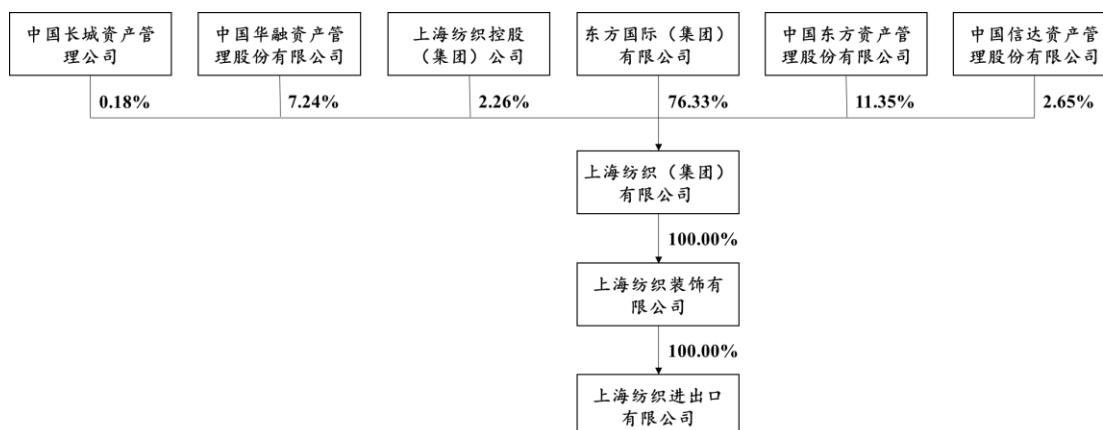 中国长城资产管
理公司
中国华融资产管
理股份有限公司
上海纺织控股
（集团）公司
东方国际（集团）
有限公司
中国东方资产管
理股份有限公司
中国信达资产管
理股份有限公司
0.18%
7.24%
2.26%
76.33%
11.35%
2.65%
上海纺织（集团）
有限公司
100.00%
上海纺织装饰有
限公司
100.00%
上海纺织进出口
有限公司